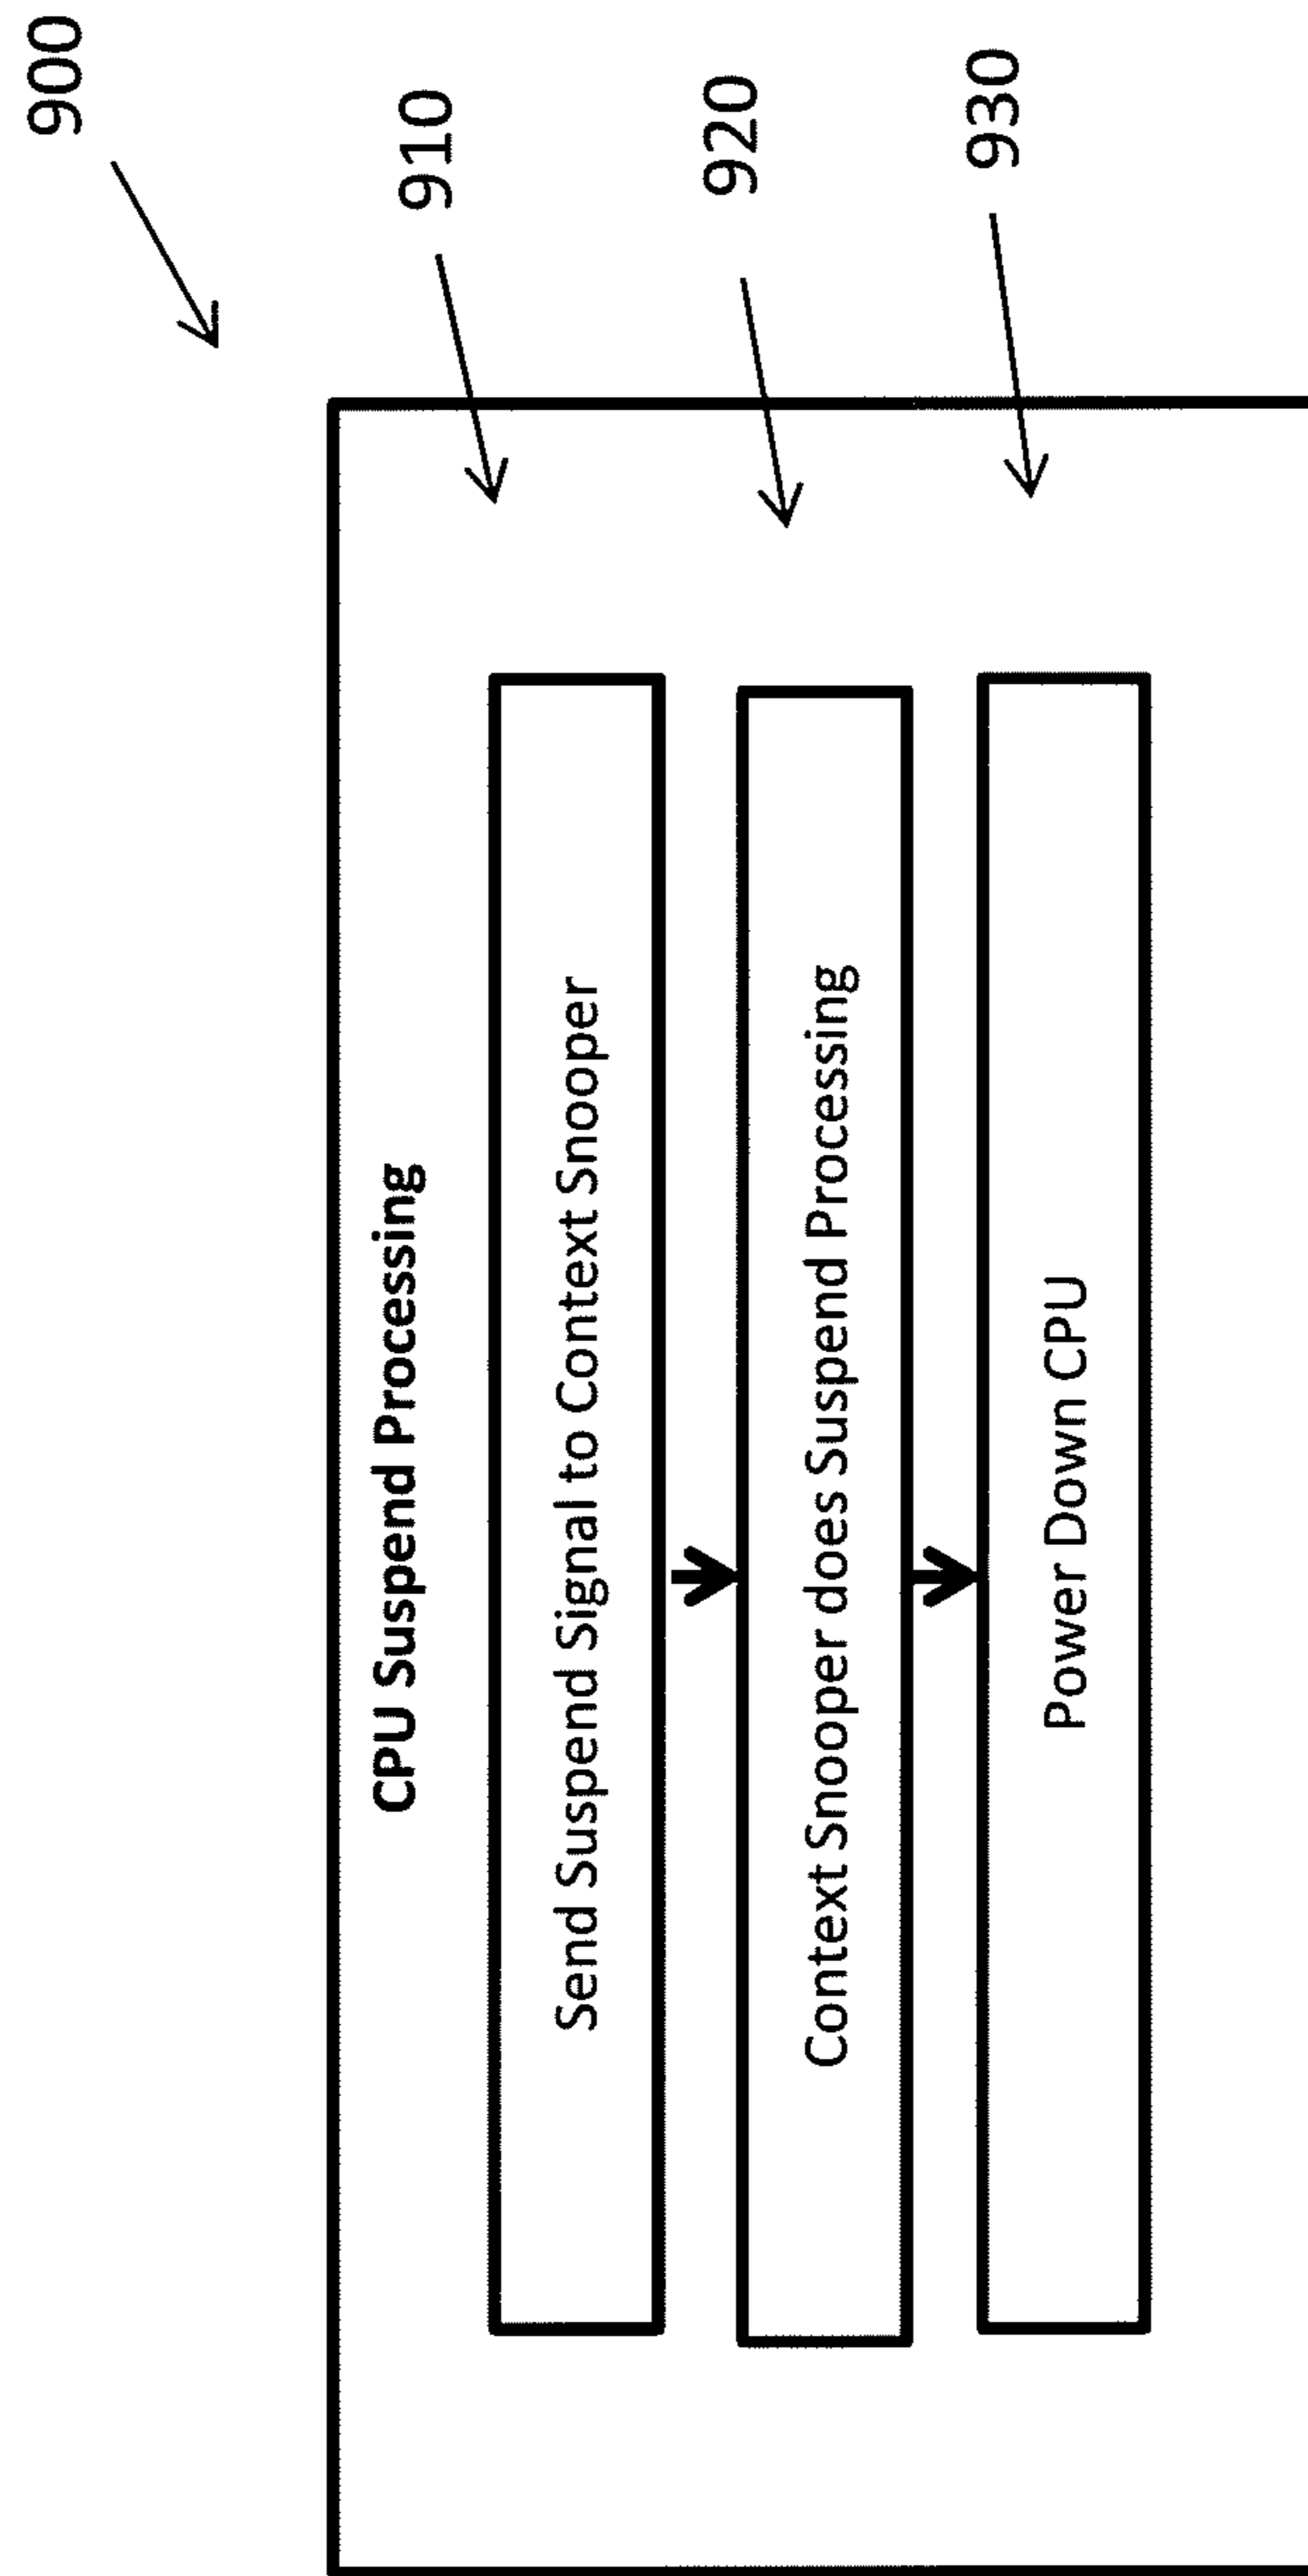 900
CPU Suspend Processing
910
Send Suspend Signal to Context Snooper
920
Context Snooper does Suspend Processing
930
Power Down CPU